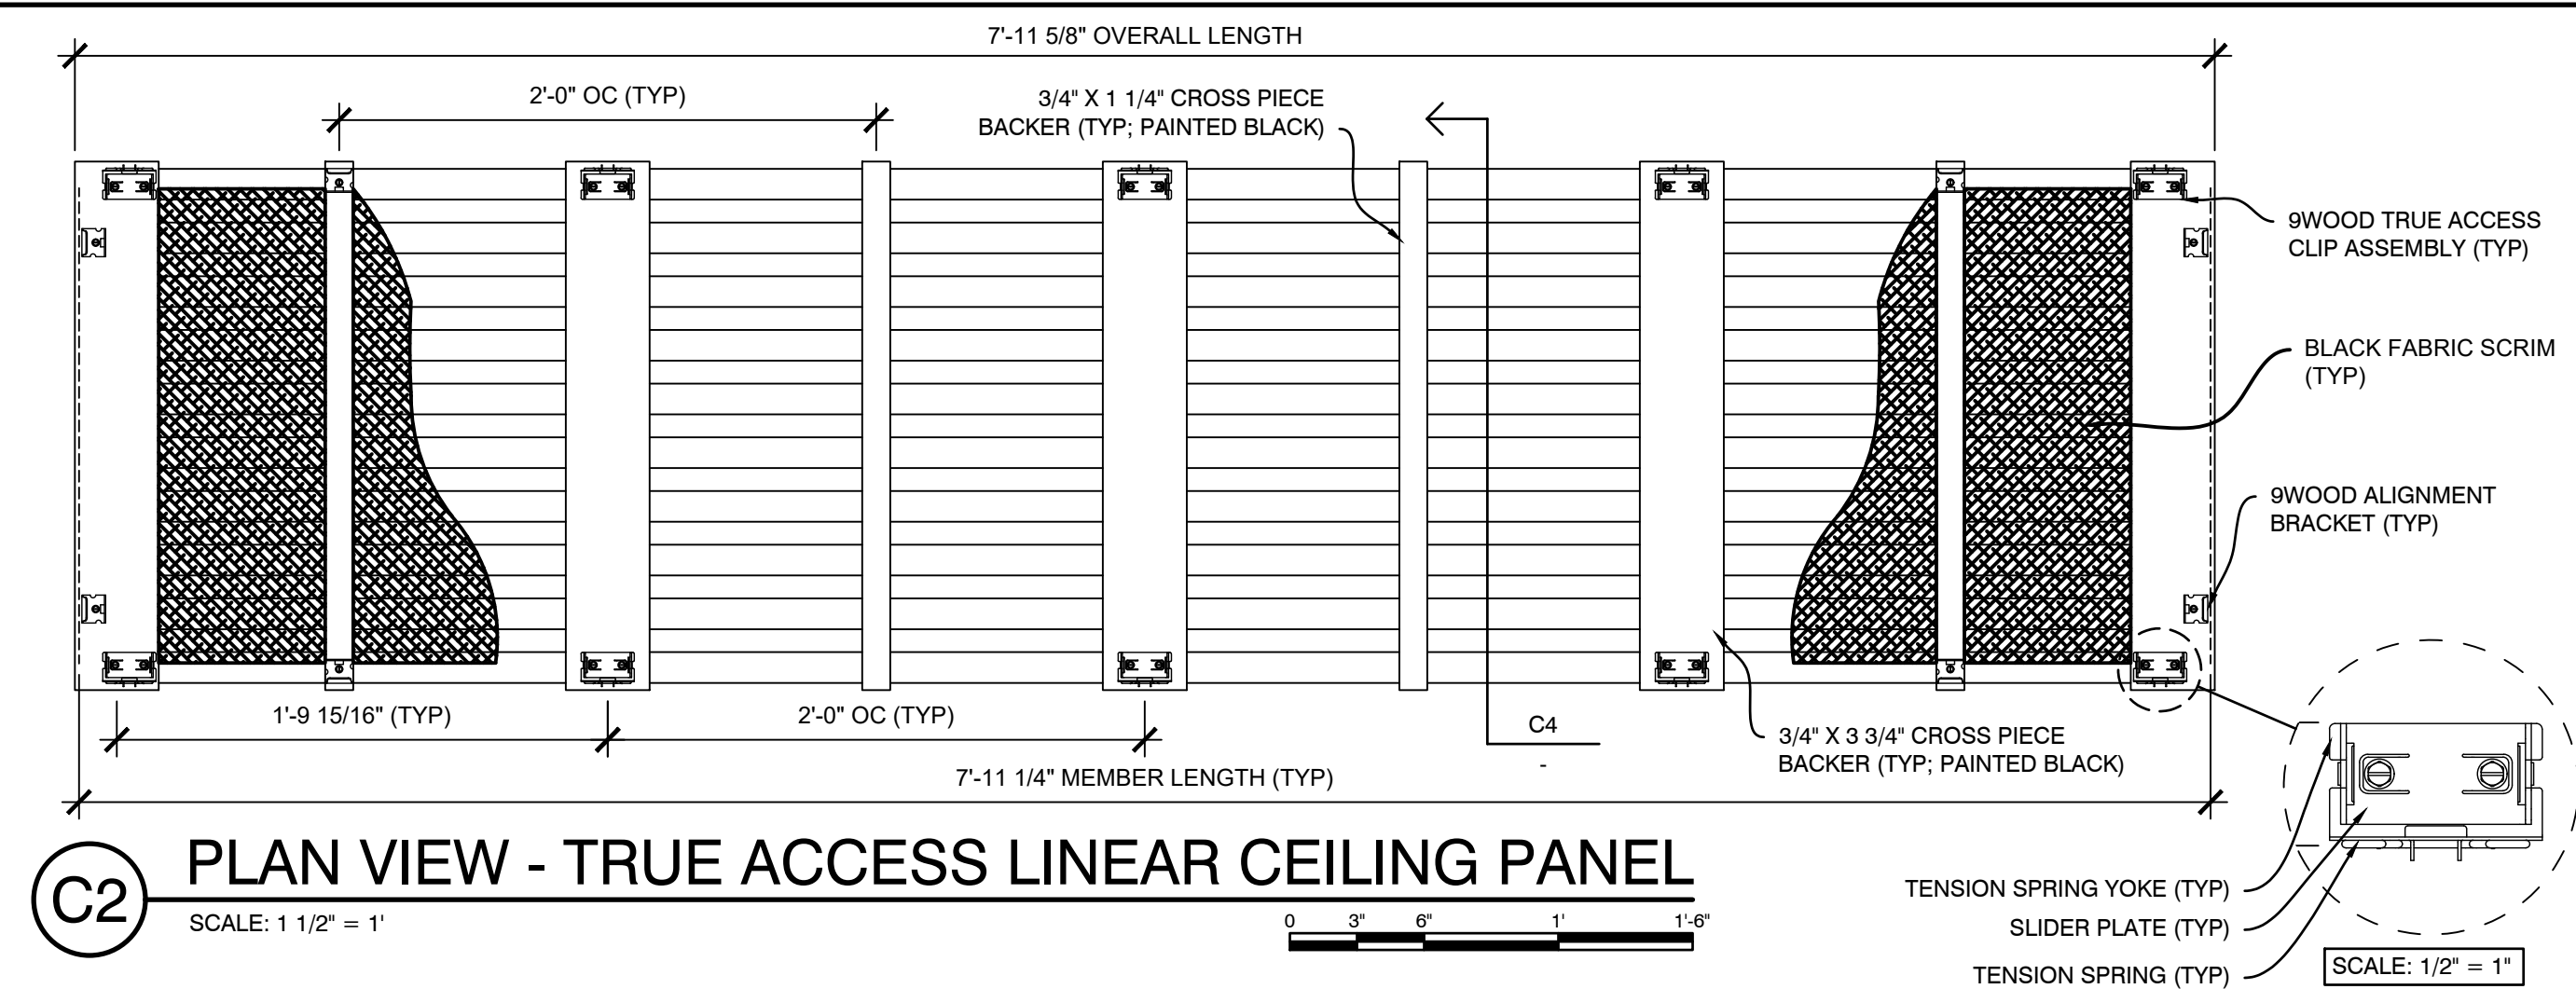 7'-11 5/8" OVERALL LENGTH
2'-0" OC (TYP)
3/4" X 1 1/4" CROSS PIECE
BACKER (TYP; PAINTED BLACK)
9WOOD TRUE ACCESS
CLIP ASSEMBLY (TYP)
BLACK FABRIC SCRIM
(TYP)
9WOOD ALIGNMENT
BRACKET (TYP)
1'-9 15/16" (TYP)
2'-0" OC (TYP)
C4
-
3/4" X 3 3/4" CROSS PIECE
BACKER (TYP; PAINTED BLACK)
7'-11 1/4" MEMBER LENGTH (TYP)
C2
PLAN VIEW - TRUE ACCESS LINEAR CEILING PANEL
SCALE: 1 1/2" = 1'
0 3" 6" 1' 1'-6"
TENSION SPRING YOKE (TYP)
SLIDER PLATE (TYP)
TENSION SPRING (TYP)
SCALE: 1/2" = 1"